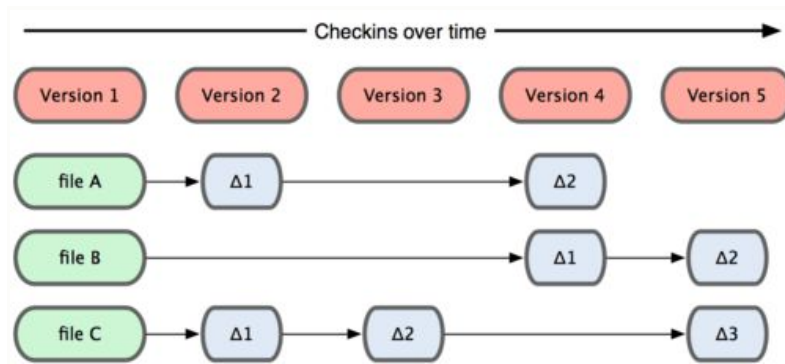 Checkins over time
Version 1 Version 2 Version 3 Version 4 Version 5
file A Δ1 Δ2
file B Δ1 Δ2
file C Δ1 Δ2 Δ3